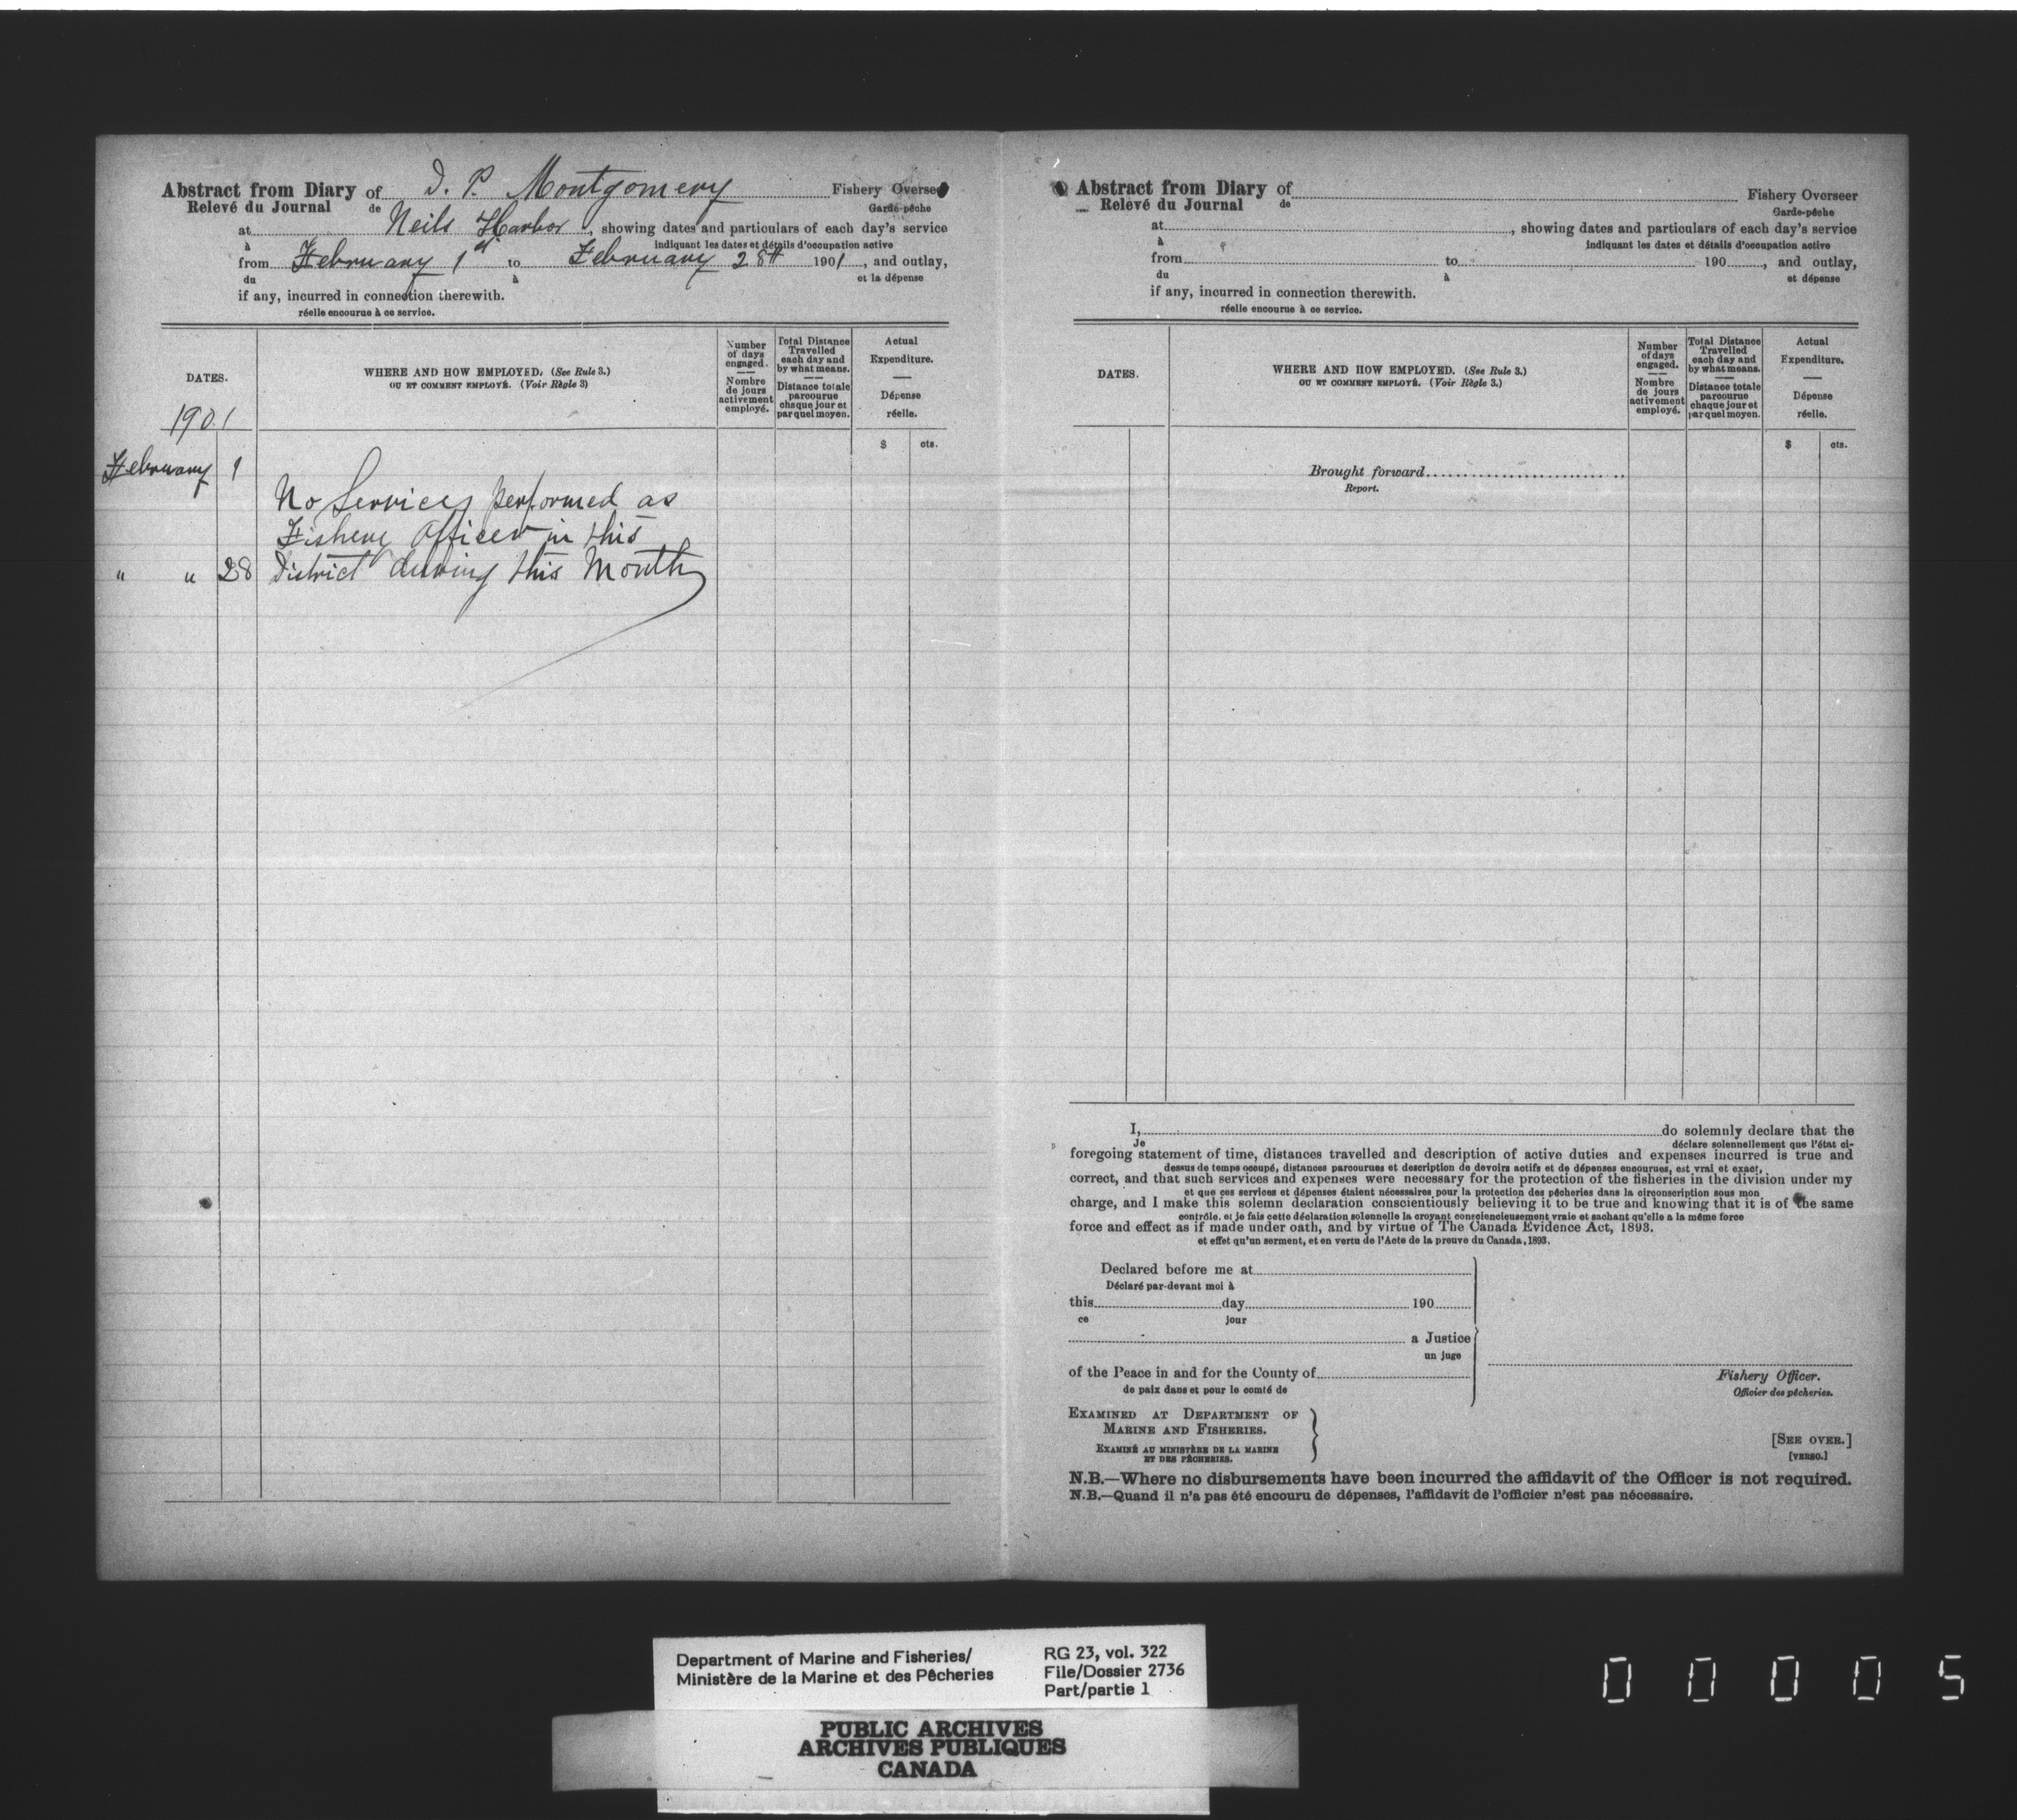 Abstract from Diary of D. P. Montgomery Fishery Overseer
Relevé du Journal de Garde-pêche
at Neils Harbor, showing dates and particulars of each day's service
à indiquant les dates et détails d'occupation active
from February 1st to February 28th 1901, and outlay,
du à et la dépense
if any, incurred in connection therewith.
réelle encourue à ce service.
DATES.
1901
WHERE AND HOW EMPLOYED. (See Rule 3.)
OU ET COMMENT EMPLOYÉ. (Voir Règle 3)
Number
of days
engaged.
Nombre
de jours
activement
employé.
Total Distance
Travelled
each day and
by what means.
Distance totale
parcourue
chaque jour et
par quel moyen.
Actual
Expenditure.
Dépense
réelle.
$ cts.
February 1
No Services performed as
Fishery Officer in this
" " 28 District during this Month
Abstract from Diary of Fishery Overseer
Relevé du Journal de Garde-pêche
at, showing dates and particulars of each day's service
à indiquant les dates et détails d'occupation active
from to 190, and outlay,
du à et dépense
if any, incurred in connection therewith.
réelle encourue à ce service.
DATES.
WHERE AND HOW EMPLOYED. (See Rule 3.)
OU ET COMMENT EMPLOYÉ. (Voir Règle 3.)
Number
of days
engaged.
Nombre
de jours
activement
employé.
Total Distance
Travelled
each day and
by what means.
Distance totale
parcourue
chaque jour et
par quel moyen.
Actual
Expenditure.
Dépense
réelle.
$ cts.
Brought forward
Report.
I, do solemnly declare that the
Je déclare solennellement que l'état ci-
foregoing statement of time, distances travelled and description of active duties and expenses incurred is true and
dessus de temps occupé, distances parcourues et description de devoirs actifs et de dépenses encourues, est vrai et exact,
correct, and that such services and expenses were necessary for the protection of the fisheries in the division under my
et que ces services et dépenses étaient nécessaires pour la protection des pêcheries dans la circonscription sous mon
charge, and I make this solemn declaration conscientiously believing it to be true and knowing that it is of the same
contrôle. et je fais cette déclaration solennelle la croyant consciencieusement vraie et sachant qu'elle a la même force
force and effect as if made under oath, and by virtue of The Canada Evidence Act, 1893.
et effet qu'un serment, et en vertu de l'Acte de la preuve du Canada, 1893.
Declared before me at
Déclaré par-devant moi à
this day 190
ce jour
a Justice
un juge
of the Peace in and for the County of
de paix dans et pour le comté de
Fishery Officer.
Officier des pêcheries.
EXAMINED AT DEPARTMENT OF
MARINE AND FISHERIES.
EXAMINÉ AU MINISTÈRE DE LA MARINE
ET DES PÊCHERIES.
[SEE OVER.]
[VERSO.]
N.B.—Where no disbursements have been incurred the affidavit of the Officer is not required.
N.B.—Quand il n'a pas été encouru de dépenses, l'affidavit de l'officier n'est pas nécessaire.
Department of Marine and Fisheries/
Ministère de la Marine et des Pêcheries
RG 23, vol. 322
File/Dossier 2736
Part/partie 1
PUBLIC ARCHIVES
ARCHIVES PUBLIQUES
CANADA
00005